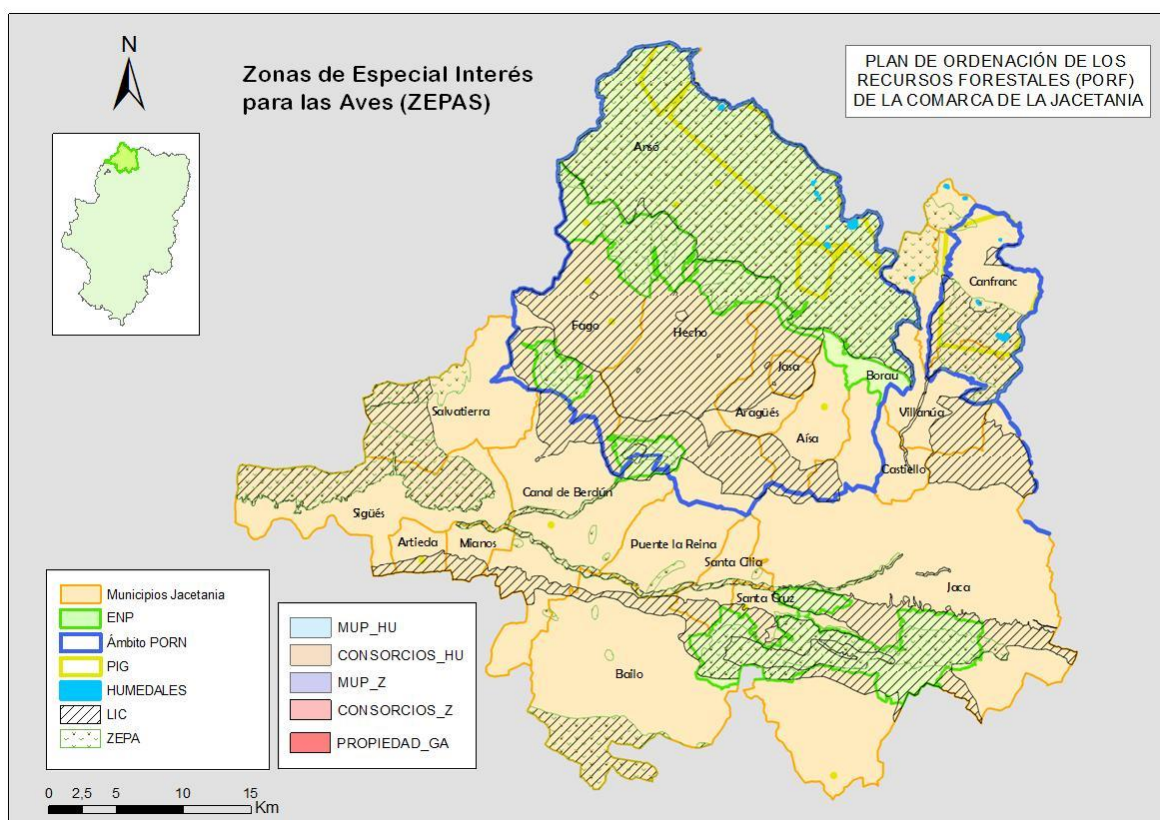 N
Zonas de Especial Interés
para las Aves (ZEPAS)
PLAN DE ORDENACIÓN DE LOS
RECURSOS FORESTALES (PORF)
DE LA COMARCA DE LA JACETANIA
Ansó
Canfranc
Fago
Hecho
Jasa
Borau
Salvatierra
Aragüés
Villanúa
Aísa
Castiello
Canal de Berdún
Sigüés
Artieda
Mianos
Puente la Reina
Santa Cilia
Jaca
Santa Cruz
Bailo
Municipios Jacetania
ENP
Ámbito PORN
PIG
HUMEDALES
LIC
ZEPA
MUP_HU
CONSORCIOS_HU
MUP_Z
CONSORCIOS_Z
PROPIEDAD_GA
0 2,5 5 10 15
Km